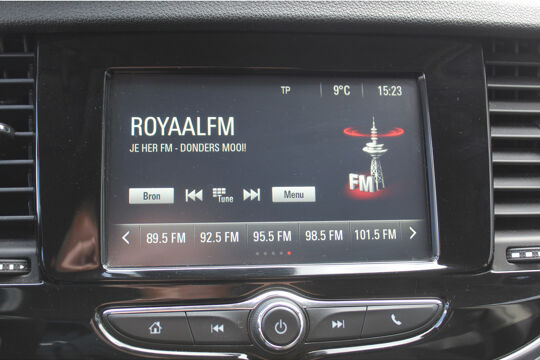 TP 9°C 15:23
ROYAALFM
JE HER FM - DONDERS MOOI!
FM
Bron Tune Menu
89.5 FM 92.5 FM 95.5 FM 98.5 FM 101.5 FM